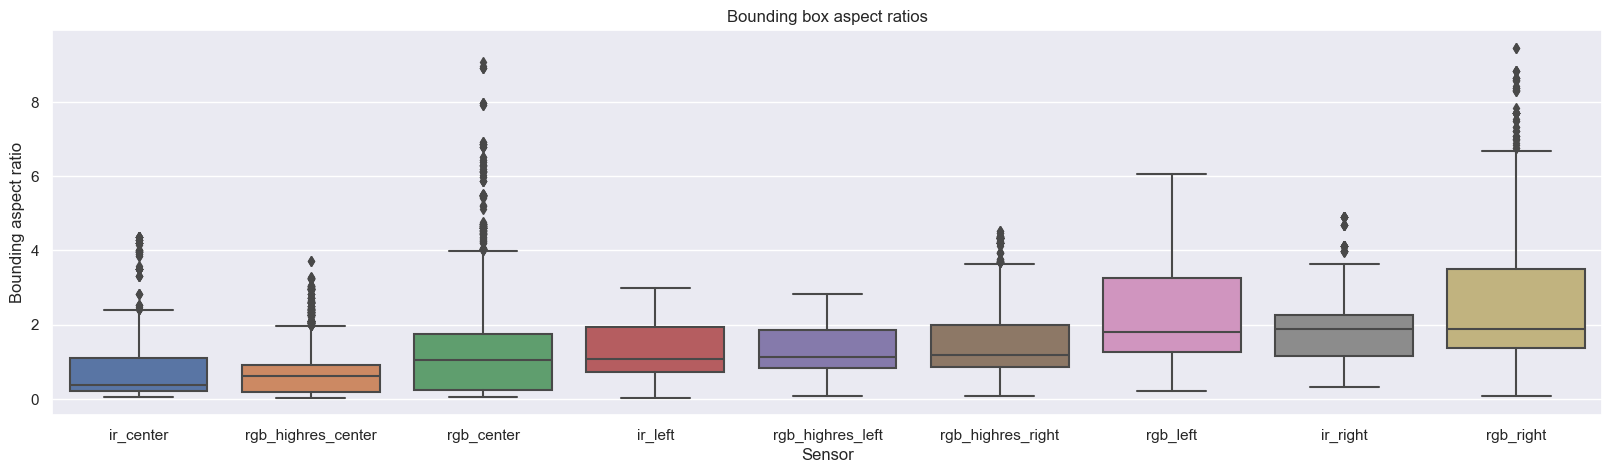 Bounding box aspect ratios
Bounding aspect ratio
8
6
4
2
0
ir_center rgb_highres_center rgb_center ir_left rgb_highres_left rgb_highres_right rgb_left ir_right rgb_right
Sensor